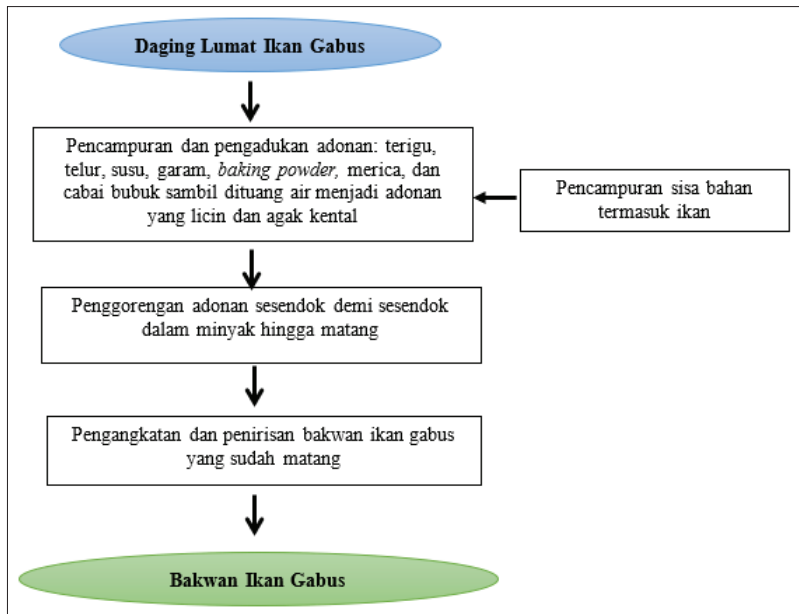 Daging Lumat Ikan Gabus
Pencampuran dan pengadukan adonan: terigu,
telur, susu, garam, baking powder, merica, dan
cabai bubuk sambil dituang air menjadi adonan
yang licin dan agak kental
Pencampuran sisa bahan
termasuk ikan
Penggorengan adonan sesendok demi sesendok
dalam minyak hingga matang
Pengangkatan dan penirisan bakwan ikan gabus
yang sudah matang
Bakwan Ikan Gabus